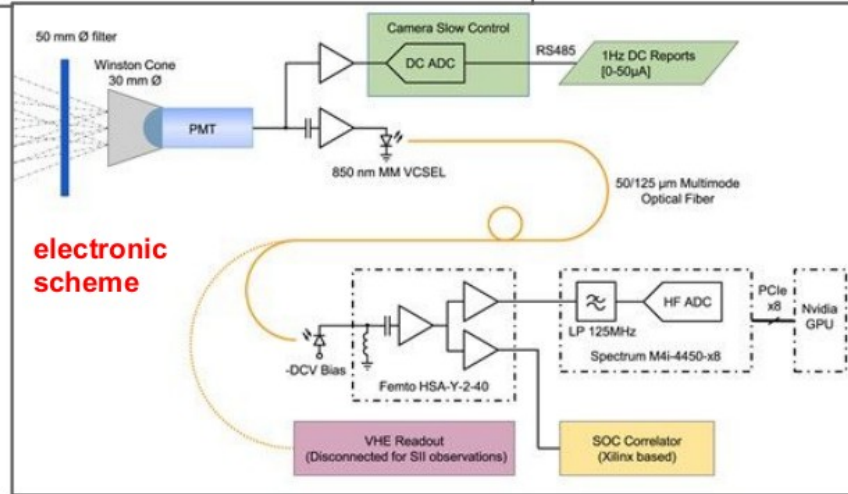 50 mm Ø filter
Winston Cone
30 mm Ø
PMT
Camera Slow Control
DC ADC
RS485
1Hz DC Reports
[0-50μA]
850 nm MM VCSEL
50/125 μm Multimode
Optical Fiber
electronic
scheme
-DCV Bias
Femto HSA-Y-2-40
LP 125MHz
HF ADC
Spectrum M4i-4450-x8
PCIe
x8
Nvidia
GPU
VHE Readout
(Disconnected for SII observations)
SOC Correlator
(Xilinx based)